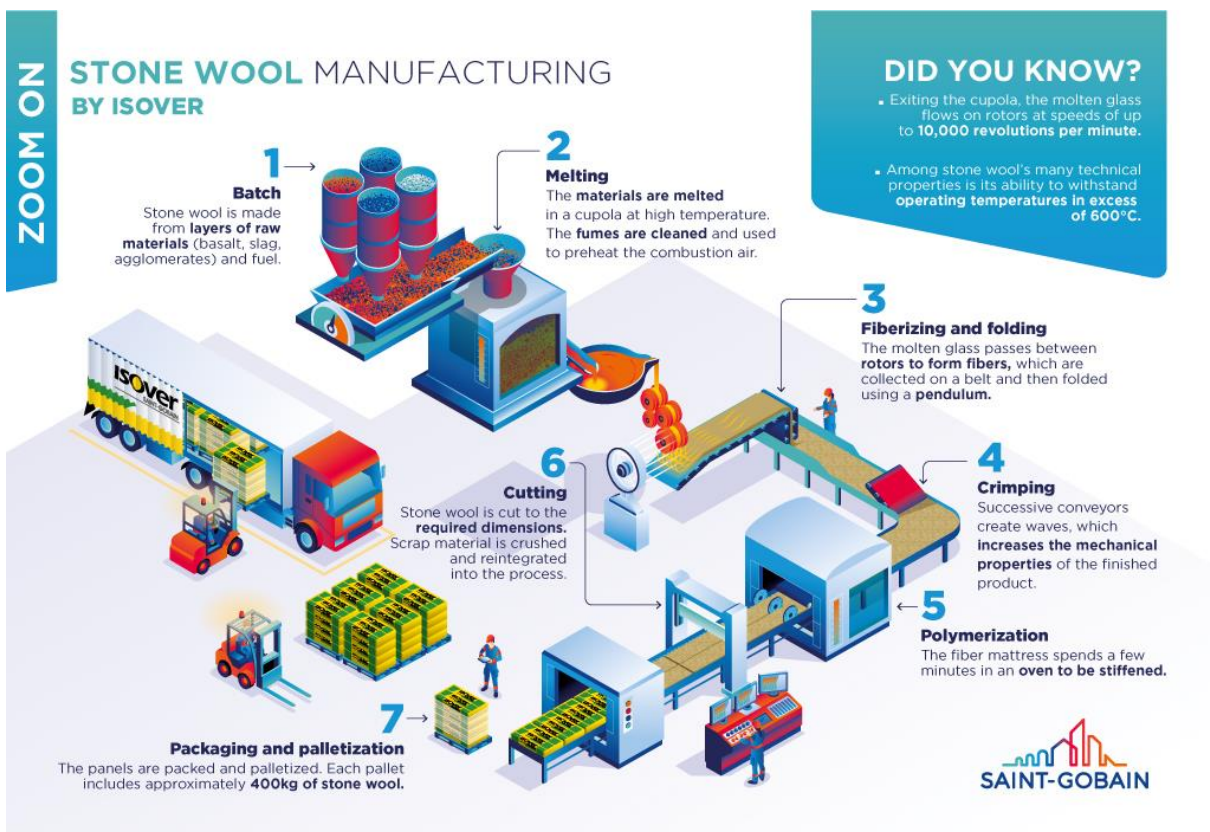 ZOOM ON
STONE WOOL MANUFACTURING
BY ISOVER
DID YOU KNOW?
▪ Exiting the cupola, the molten glass
flows on rotors at speeds of up
to 10,000 revolutions per minute.
▪ Among stone wool's many technical
properties is its ability to withstand
operating temperatures in excess
of 600°C.
1
Batch
Stone wool is made
from layers of raw
materials (basalt, slag,
agglomerates) and fuel.
2
Melting
The materials are melted
in a cupola at high temperature.
The fumes are cleaned and used
to preheat the combustion air.
3
Fiberizing and folding
The molten glass passes between
rotors to form fibers, which are
collected on a belt and then folded
using a pendulum.
4
Crimping
Successive conveyors
create waves, which
increases the mechanical
properties of the finished
product.
5
Polymerization
The fiber mattress spends a few
minutes in an oven to be stiffened.
6
Cutting
Stone wool is cut to the
required dimensions.
Scrap material is crushed
and reintegrated
into the process.
7
Packaging and palletization
The panels are packed and palletized. Each pallet
includes approximately 400kg of stone wool.
isover
SAINT-GOBAIN
SAINT-GOBAIN